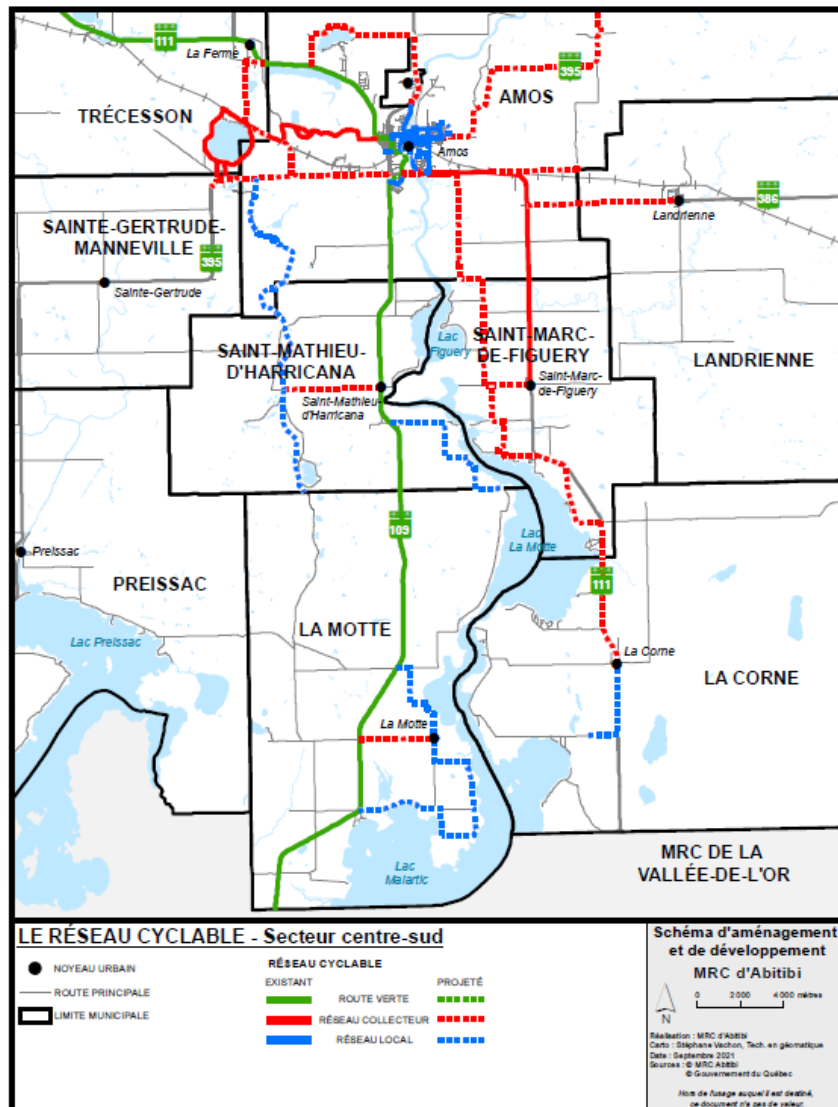 111
La Ferme
395
AMOS
TRÉCESSON
Amos
Landrienne
386
SAINTE-GERTRUDE-
MANNEVILLE
395
Sainte-Gertrude
Lac
Figuery
SAINT-MATHIEU-
D'HARRICANA
SAINT-MARC-
DE-FIGUERY
LANDRIENNE
Saint-Mathieu-
d'Harricana
Saint-Marc-
de-Figuery
109
Lac
La Motte
Preissac
PREISSAC
111
LA MOTTE
Lac Preissac
La Corne
LA CORNE
La Motte
MRC DE LA
VALLÉE-DE-L'OR
Lac
Malartic
LE RÉSEAU CYCLABLE - Secteur centre-sud
NOYEAU URBAIN
ROUTE PRINCIPALE
LIMITE MUNICIPALE
RÉSEAU CYCLABLE
EXISTANT PROJETÉ
ROUTE VERTE
RÉSEAU COLLECTEUR
RÉSEAU LOCAL
Schéma d'aménagement
et de développement
MRC d'Abitibi
0 2 000 4 000 mètres
N
Réalisation : MRC d'Abitibi
Carto : Stéphane Vachon, Tech. en géomatique
Date : Septembre 2021
Sources : © MRC Abitibi
© Gouvernement du Québec
Hors de l'usage auquel il est destiné,
ce document n'a pas de valeur.